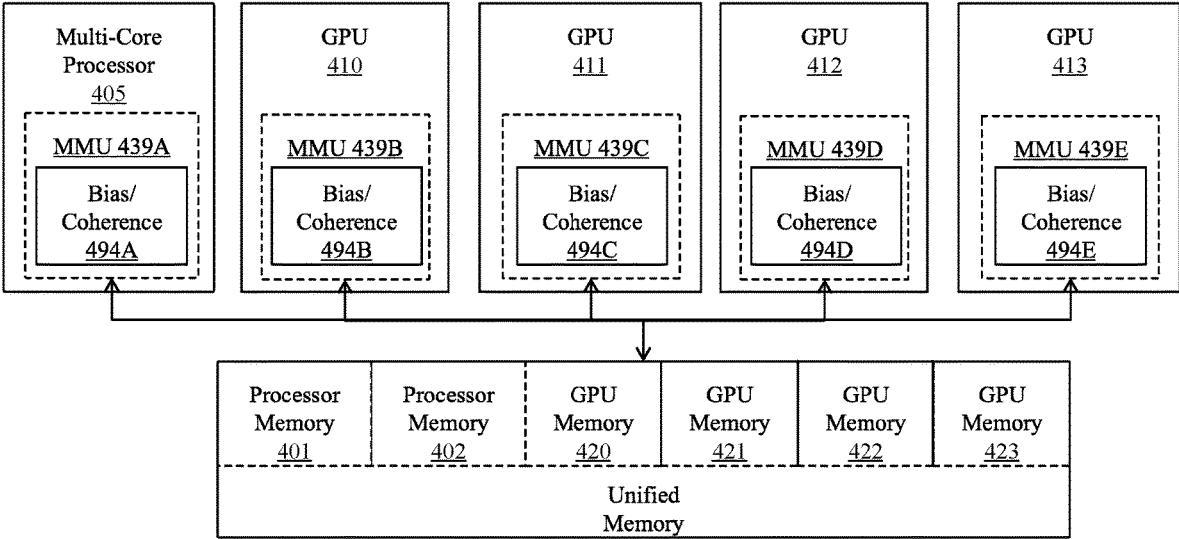 Multi-Core
Processor
405
MMU 439A
Bias/
Coherence
494A
GPU
410
MMU 439B
Bias/
Coherence
494B
GPU
411
MMU 439C
Bias/
Coherence
494C
GPU
412
MMU 439D
Bias/
Coherence
494D
GPU
413
MMU 439E
Bias/
Coherence
494E
Processor
Memory
401
Processor
Memory
402
GPU
Memory
420
GPU
Memory
421
GPU
Memory
422
GPU
Memory
423
Unified
Memory